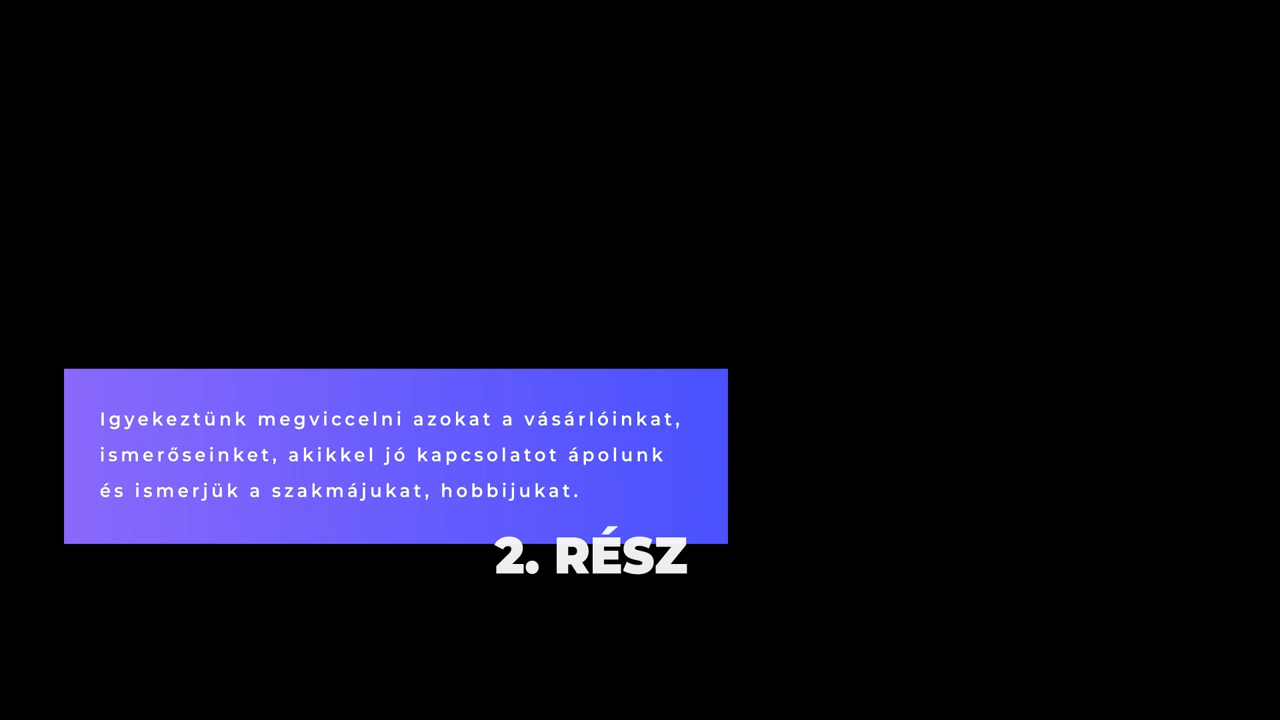 Igyekeztünk megviccelni azokat a vásárlóinkat,
ismerőseinket, akikkel jó kapcsolatot ápolunk
és ismerjük a szakmájukat, hobbijukat.
2. RÉSZ